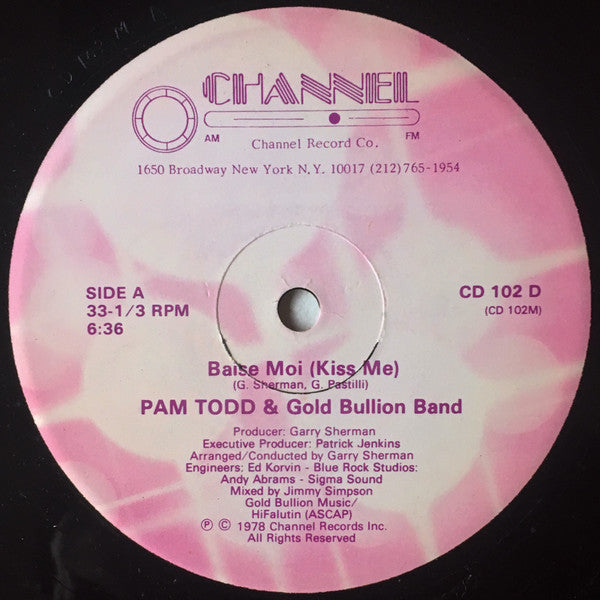 CHANNEL
AM FM
Channel Record Co.
1650 Broadway New York N.Y. 10017 (212)765-1954
SIDE A
33-1/3 RPM
6:36
CD 102 D
(CD 102M)
Baise Moi (Kiss Me)
(G. Sherman, G. Pastilli)
PAM TODD & Gold Bullion Band
Producer: Garry Sherman
Executive Producer: Patrick Jenkins
Arranged/Conducted by Garry Sherman
Engineers: Ed Korvin - Blue Rock Studios:
Andy Abrams - Sigma Sound
Mixed by Jimmy Simpson
Gold Bullion Music/
HiFalutin (ASCAP)
℗ © 1978 Channel Records Inc.
All Rights Reserved